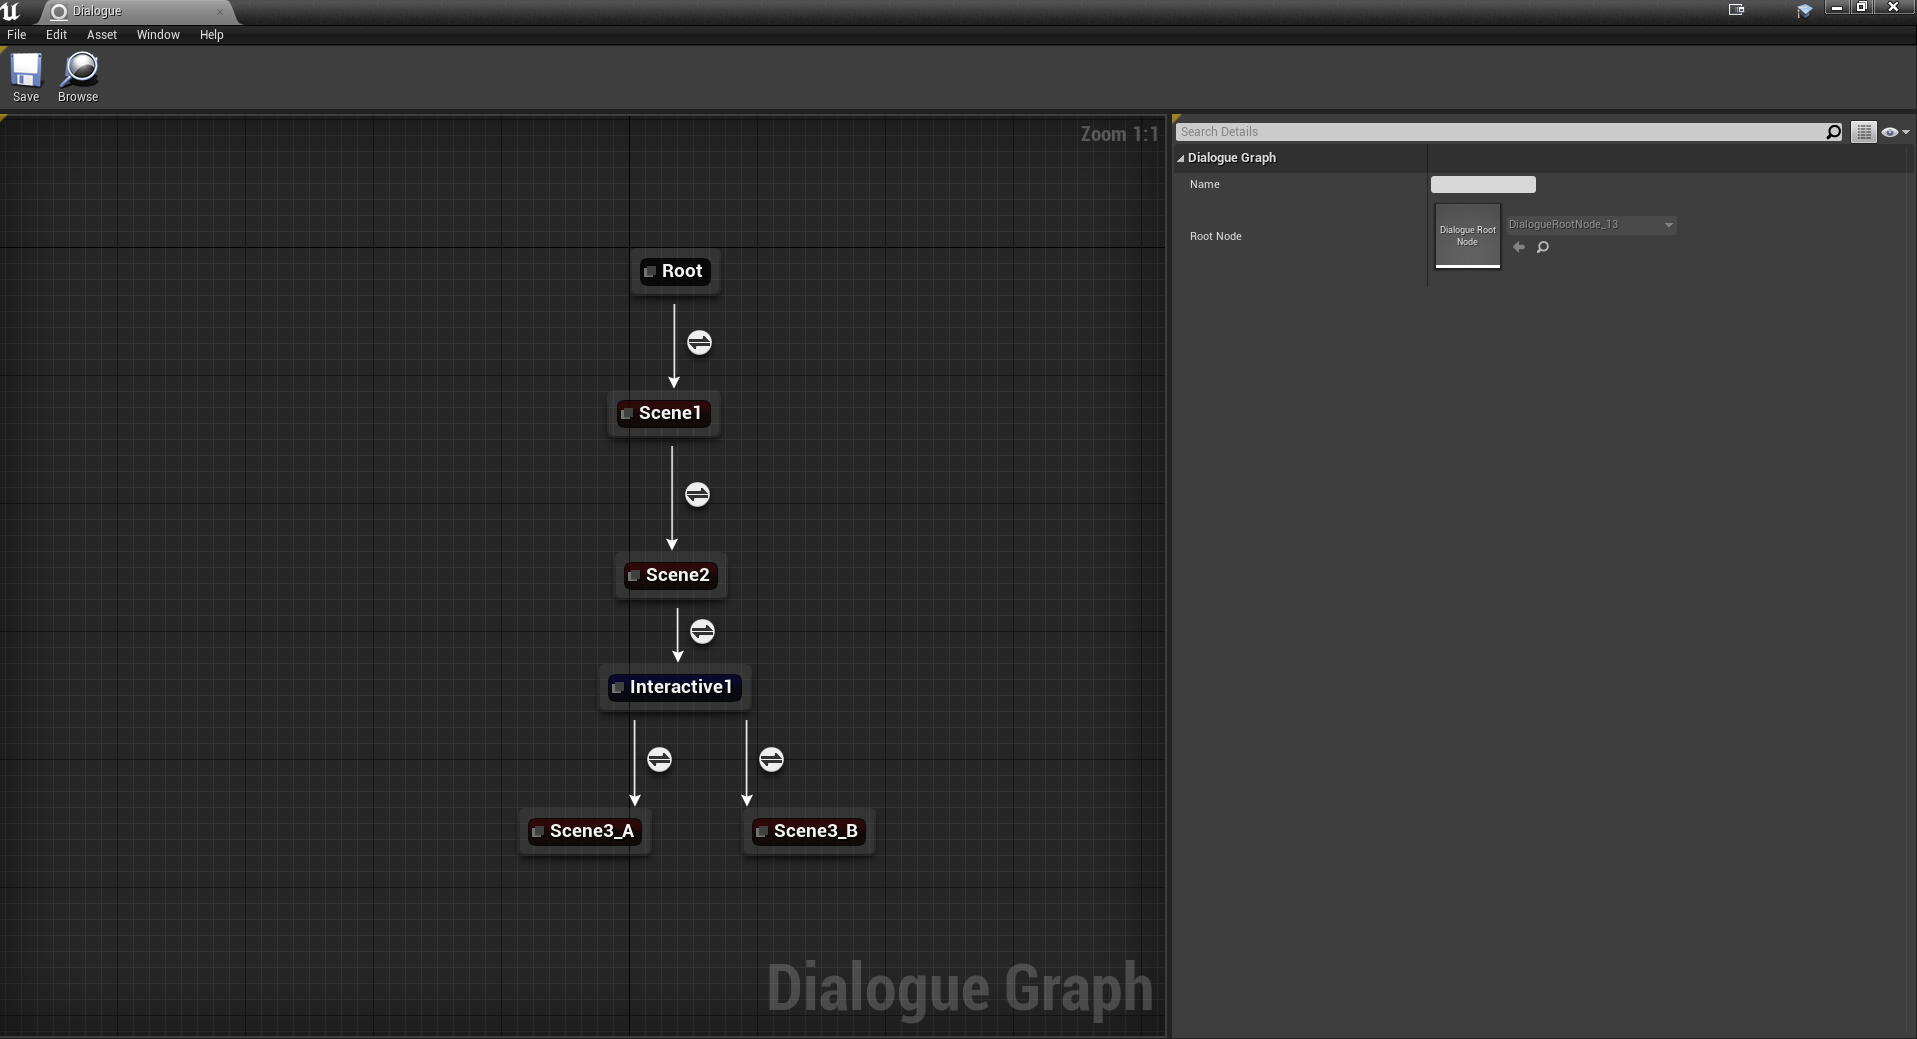 Dialogue
File Edit Asset Window Help
Save Browse
Zoom 1:1
Search Details
Dialogue Graph
Name
Root Node
Dialogue Root
Node
DialogueRootNode_13
Root
Scene1
Scene2
Interactive1
Scene3_A Scene3_B
Dialogue Graph